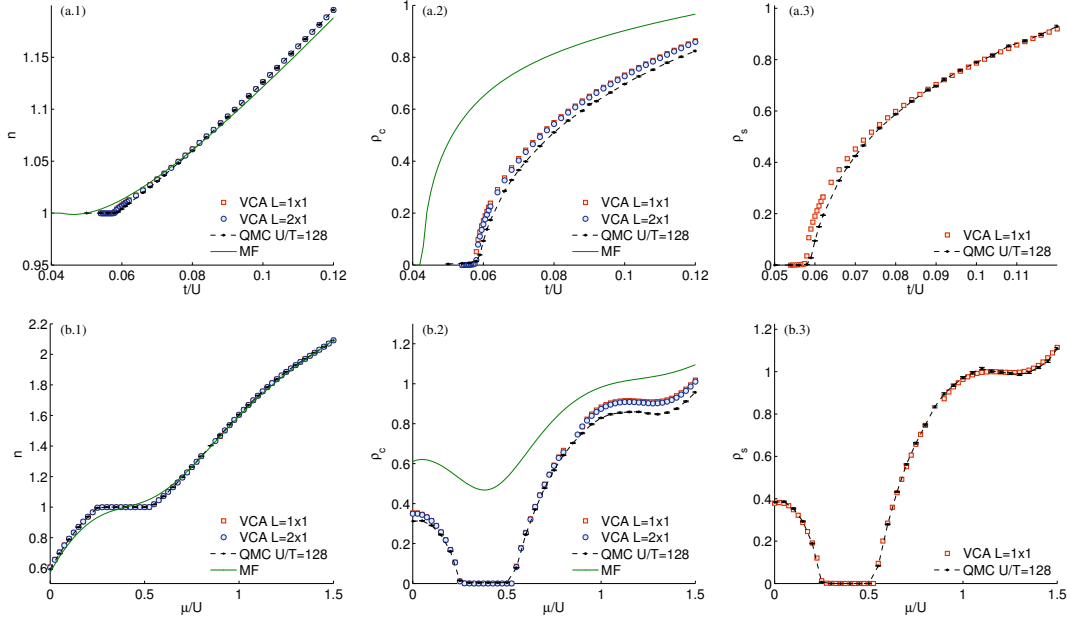 (a.1)
n
1.15
1.1
1.05
1
0.95
0.04
0.06
0.08
0.1
0.12
t/U
VCA L=1x1
VCA L=2x1
QMC U/T=128
MF
(a.2)
ρc
1
0.8
0.6
0.4
0.2
0
0.04
0.06
0.08
0.1
0.12
t/U
VCA L=1x1
VCA L=2x1
QMC U/T=128
MF
(a.3)
ρs
1
0.8
0.6
0.4
0.2
0
0.05
0.06
0.07
0.08
0.09
0.1
0.11
t/U
VCA L=1x1
QMC U/T=128
(b.1)
n
2.2
2
1.8
1.6
1.4
1.2
1
0.8
0.6
0
0.5
1
1.5
μ/U
VCA L=1x1
VCA L=2x1
QMC U/T=128
MF
(b.2)
ρc
1.2
1
0.8
0.6
0.4
0.2
0
0
0.5
1
1.5
μ/U
VCA L=1x1
VCA L=2x1
QMC U/T=128
MF
(b.3)
ρs
1.2
1
0.8
0.6
0.4
0.2
0
0
0.5
1
1.5
μ/U
VCA L=1x1
QMC U/T=128